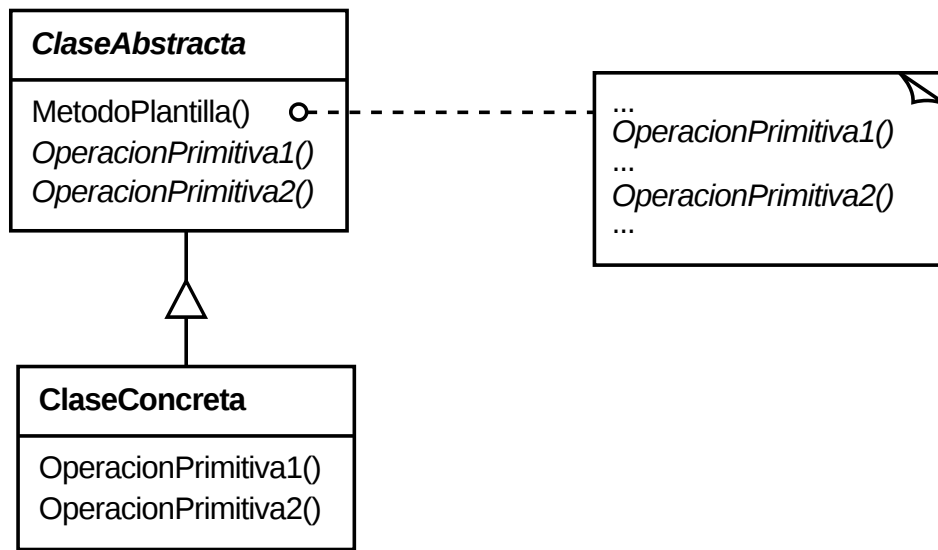 ClaseAbstracta
MetodoPlantilla()
OperacionPrimitiva1()
OperacionPrimitiva2()
...
OperacionPrimitiva1()
...
OperacionPrimitiva2()
...
ClaseConcreta
OperacionPrimitiva1()
OperacionPrimitiva2()